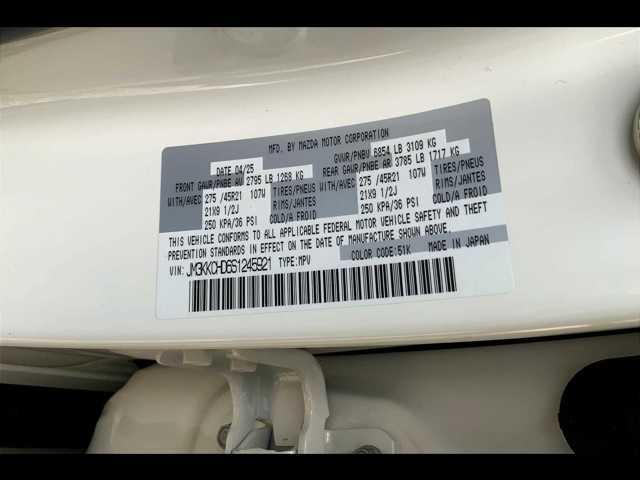 MFD. BY MAZDA MOTOR CORPORATION
DATE 04/25 GVWR/PNBV 6854 LB 3109 KG
FRONT GAWR/PNBE AV 2795 LB 1268 KG REAR GAWR/PNBE AR 3785 LB 1717 KG
WITH/AVEC 275 /45R21 107W TIRES/PNEUS WITH/AVEC 275 /45R21 107W TIRES/PNEUS
21X9 1/2J RIMS/JANTES 21X9 1/2J RIMS/JANTES
250 KPA/36 PSI COLD/A FROID 250 KPA/36 PSI COLD/A FROID
THIS VEHICLE CONFORMS TO ALL APPLICABLE FEDERAL MOTOR VEHICLE SAFETY AND THEFT
PREVENTION STANDARDS IN EFFECT ON THE DATE OF MANUFACTURE SHOWN ABOVE.
VIN: JM3KKCHD6S1245921 TYPE:MPV COLOR CODE:51K MADE IN JAPAN